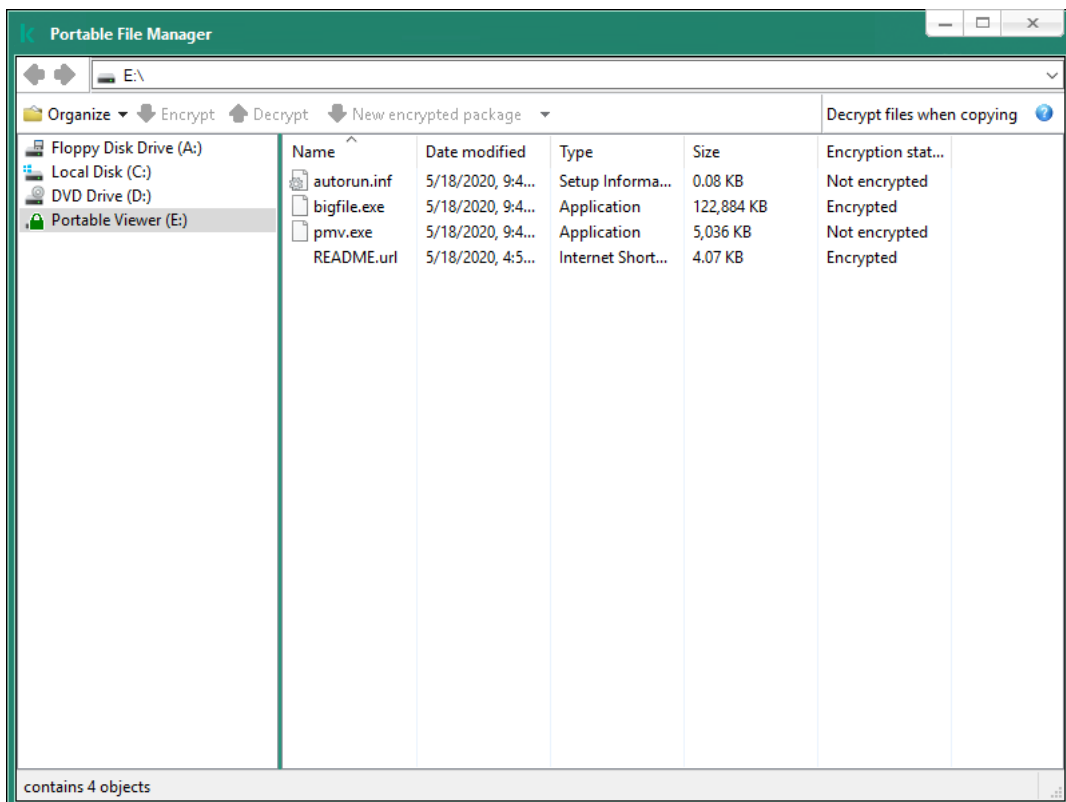 Portable File Manager
E:\
Organize Encrypt Decrypt New encrypted package Decrypt files when copying
Floppy Disk Drive (A:)
Local Disk (C:)
DVD Drive (D:)
Portable Viewer (E:)
Name Date modified Type Size Encryption stat...
autorun.inf 5/18/2020, 9:4... Setup Informa... 0.08 KB Not encrypted
bigfile.exe 5/18/2020, 9:4... Application 122,884 KB Encrypted
pmv.exe 5/18/2020, 9:4... Application 5,036 KB Not encrypted
README.url 5/18/2020, 4:5... Internet Short... 4.07 KB Encrypted
contains 4 objects